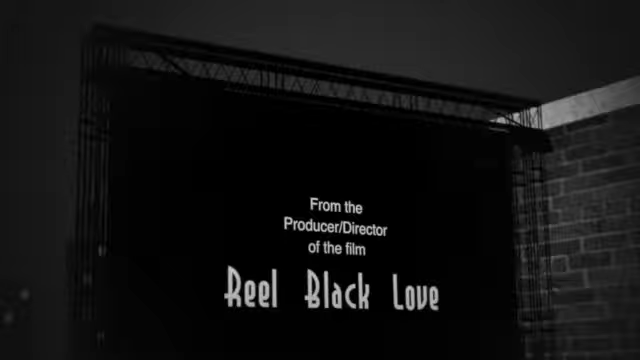 From the
Producer/Director
of the film
Reel Black Love